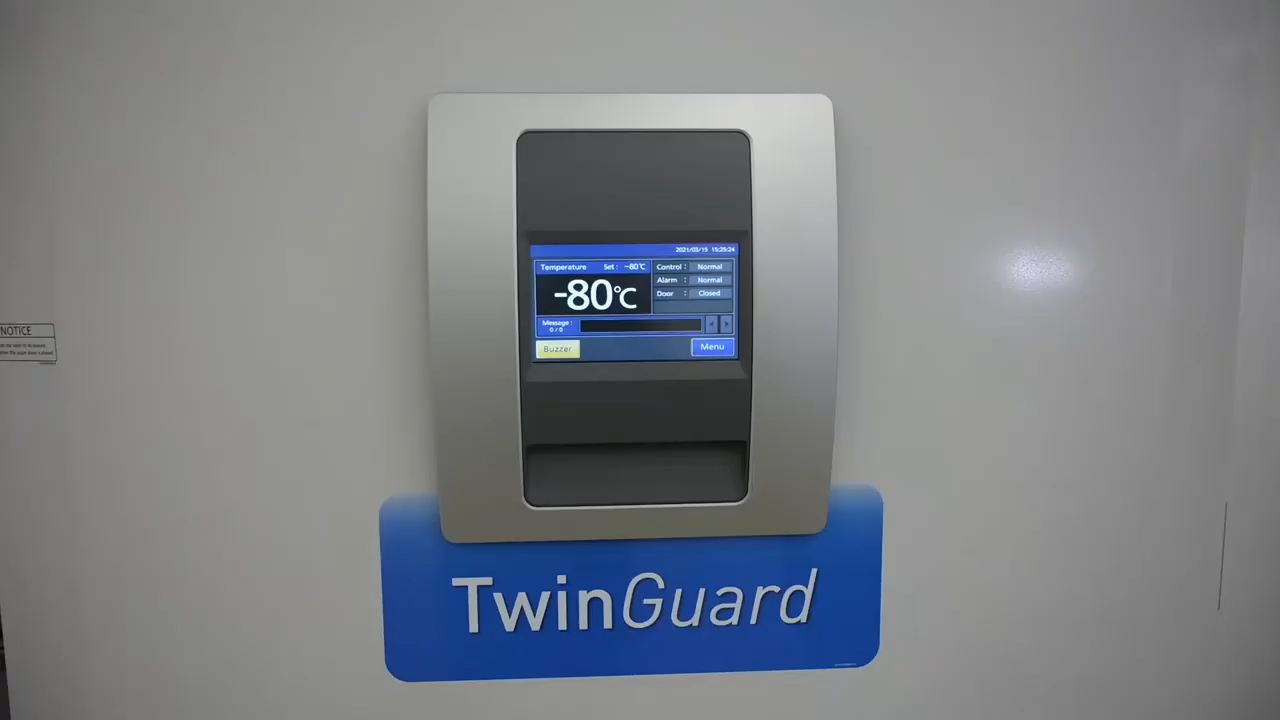 2021/03/15 15:25:24
Temperature Set : -80℃
-80℃
Control : Normal
Alarm : Normal
Door : Closed
Message :
0 / 0
Buzzer
Menu
NOTICE
TwinGuard